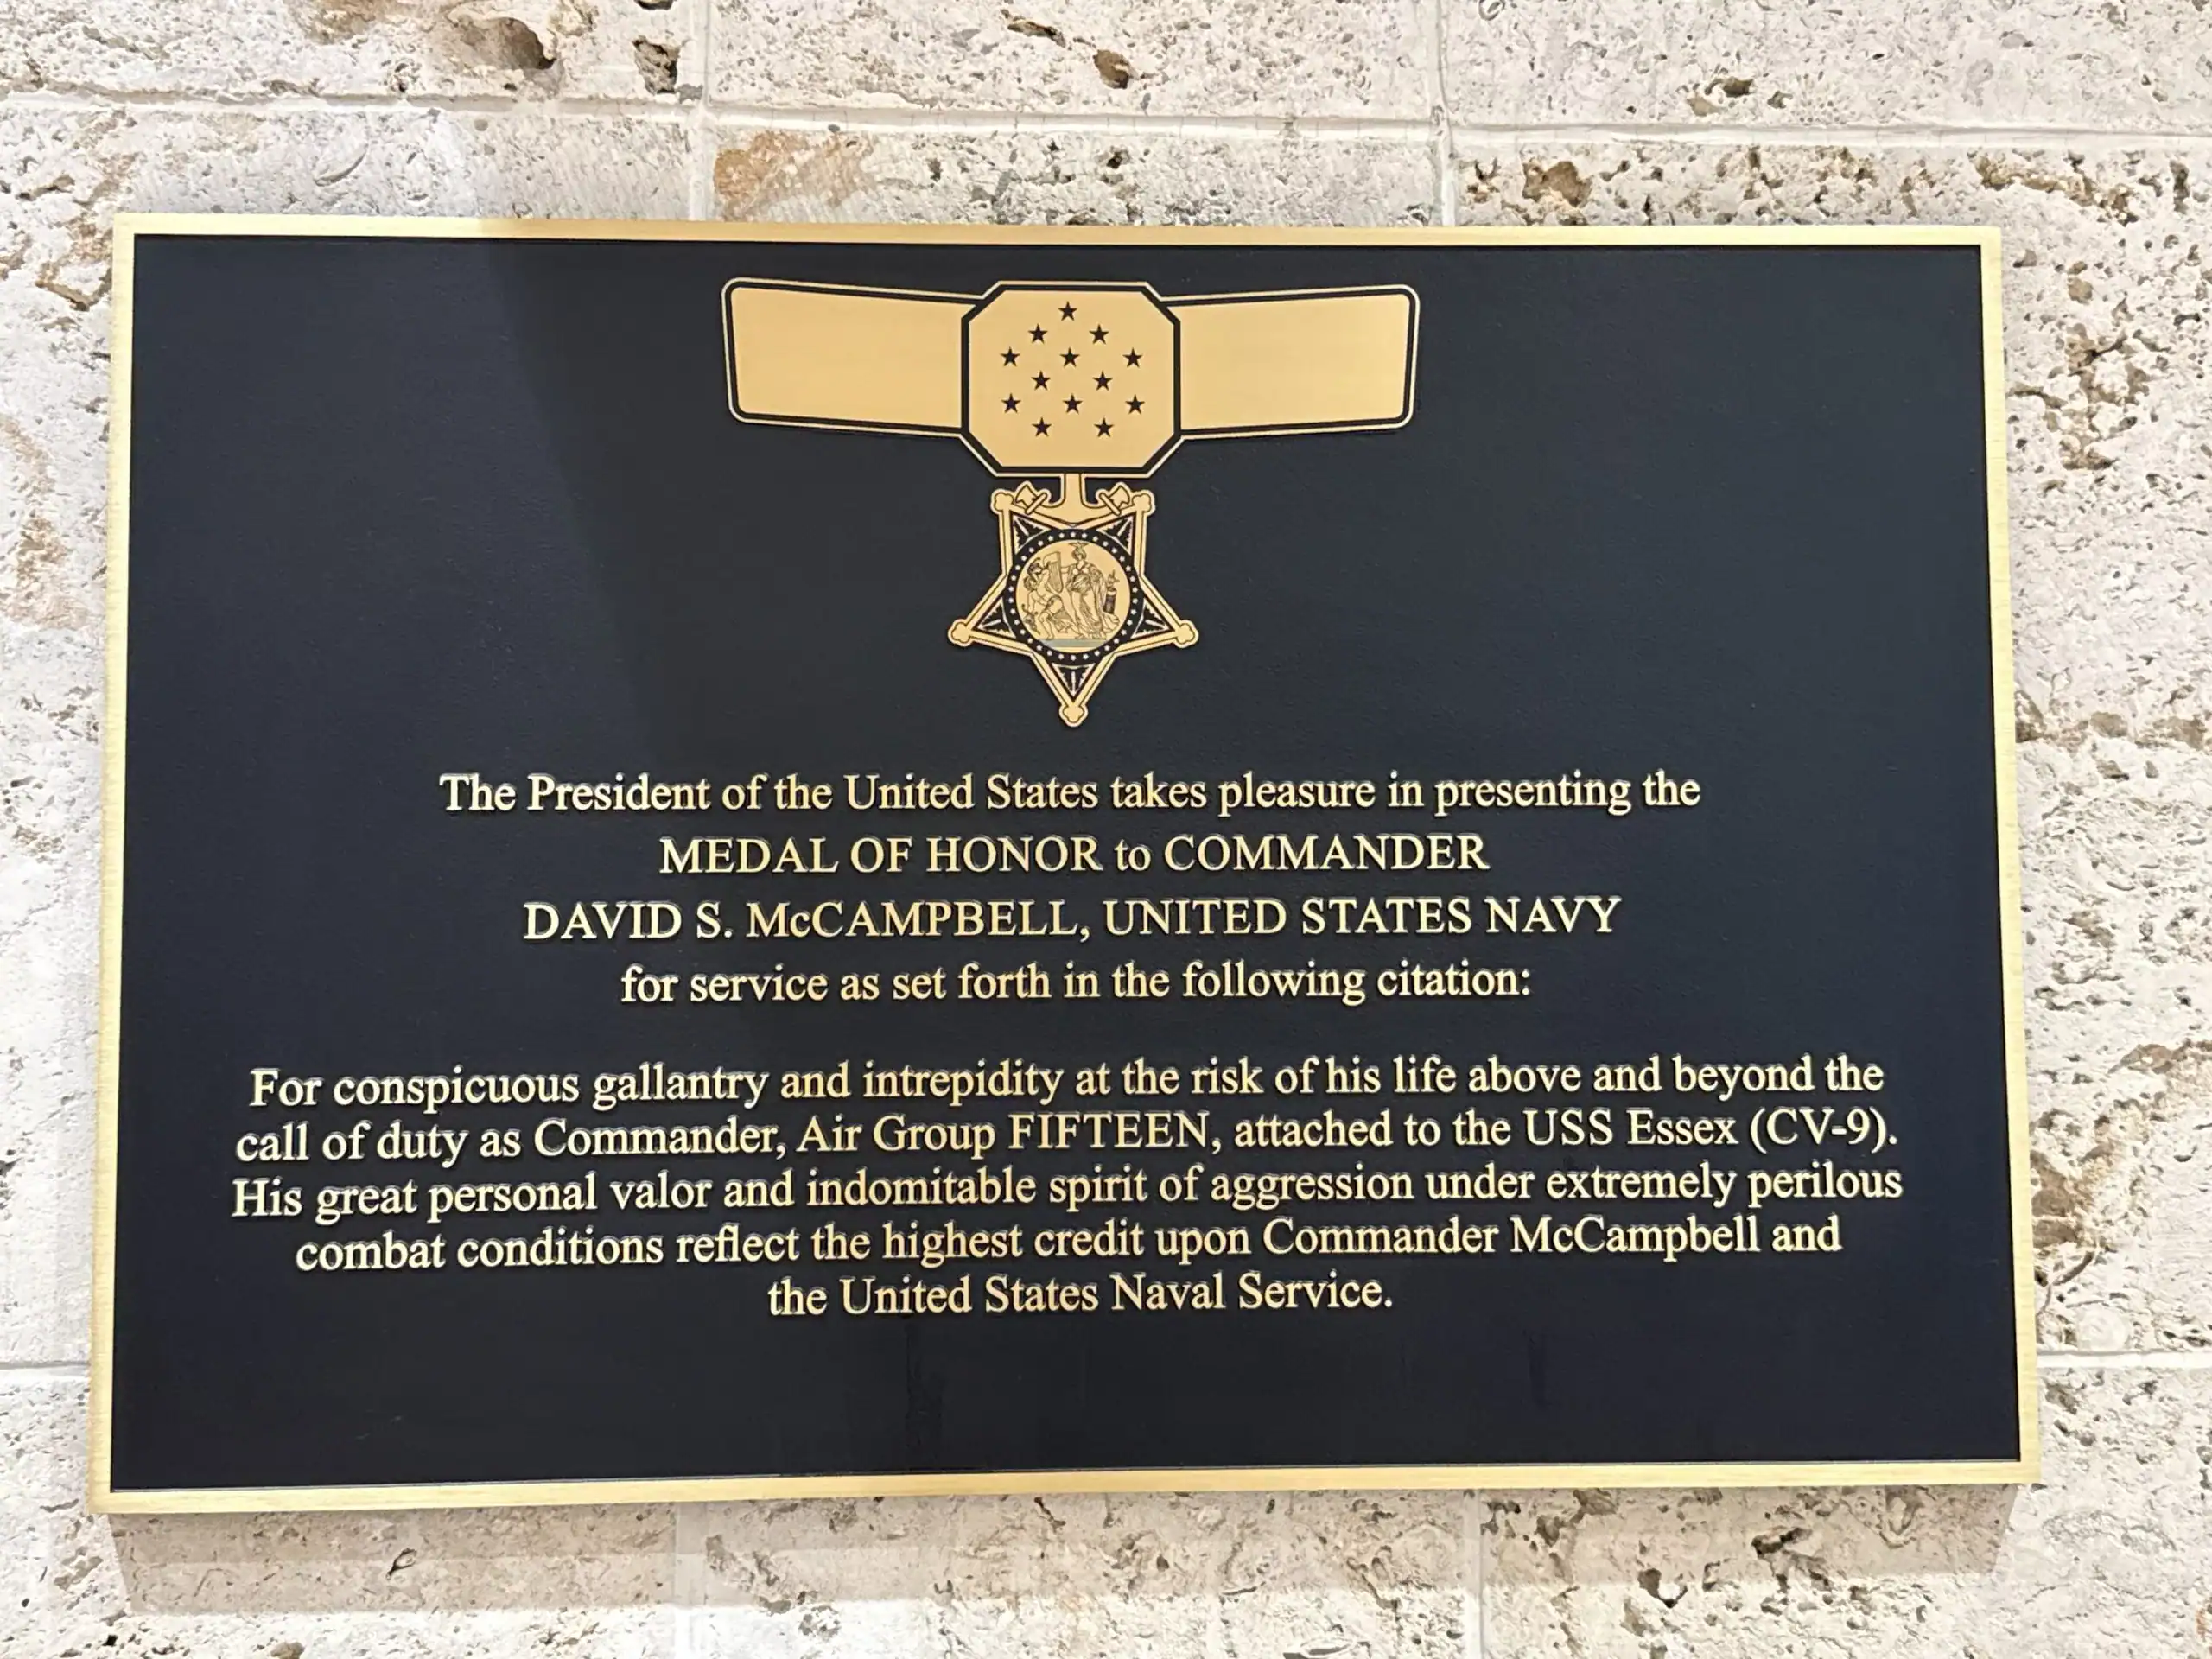 The President of the United States takes pleasure in presenting the
MEDAL OF HONOR to COMMANDER
DAVID S. McCAMPBELL, UNITED STATES NAVY
for service as set forth in the following citation:
For conspicuous gallantry and intrepidity at the risk of his life above and beyond the
call of duty as Commander, Air Group FIFTEEN, attached to the USS Essex (CV-9).
His great personal valor and indomitable spirit of aggression under extremely perilous
combat conditions reflect the highest credit upon Commander McCampbell and
the United States Naval Service.